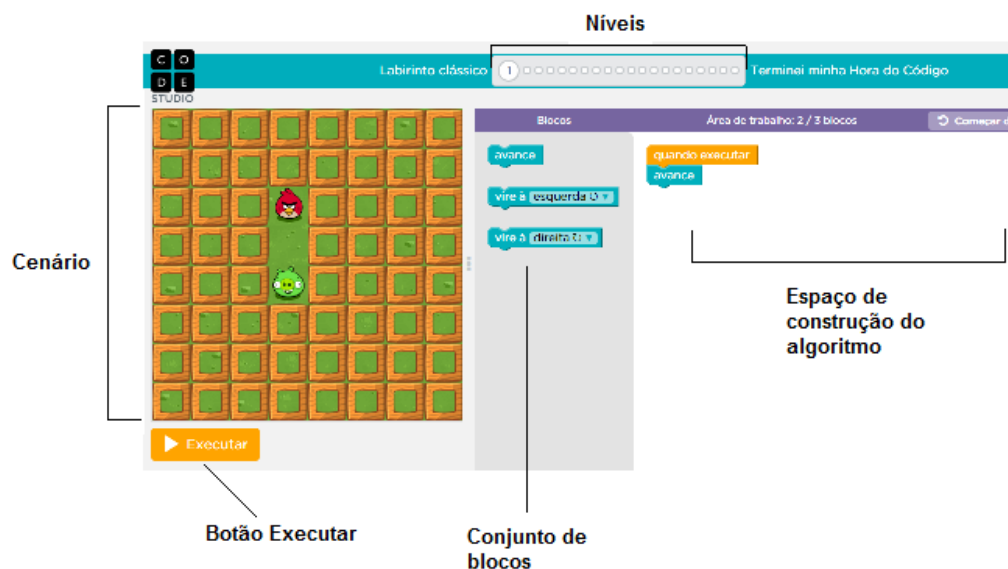 Níveis
C O
D E
STUDIO
Labirinto clássico
1
Terminei minha Hora do Código
Blocos
Área de trabalho: 2 / 3 blocos
Começar d
avance
vire à esquerda
vire à direita
quando executar
avance
Cenário
Espaço de
construção do
algoritmo
Executar
Botão Executar
Conjunto de
blocos